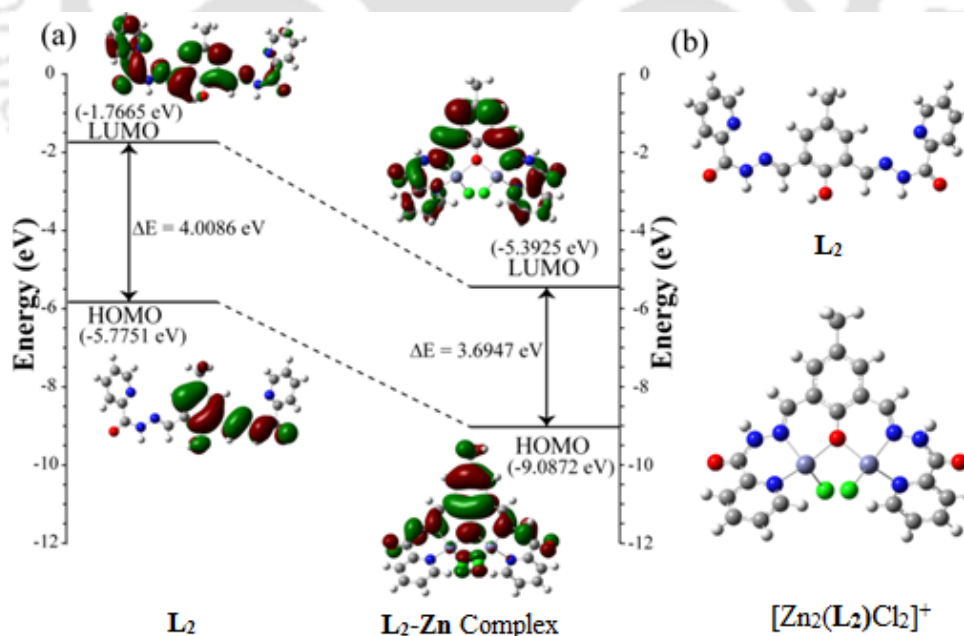 (a)
(b)
0
-2
-4
-6
-8
-10
-12
Energy (eV)
(-1.7665 eV)
LUMO
ΔE = 4.0086 eV
HOMO
(-5.7751 eV)
(-5.3925 eV)
LUMO
ΔE = 3.6947 eV
HOMO
(-9.0872 eV)
0
-2
-4
-6
-8
-10
-12
Energy (eV)
L₂
L₂-Zn Complex
L₂
[Zn₂(L₂)Cl₂]⁺